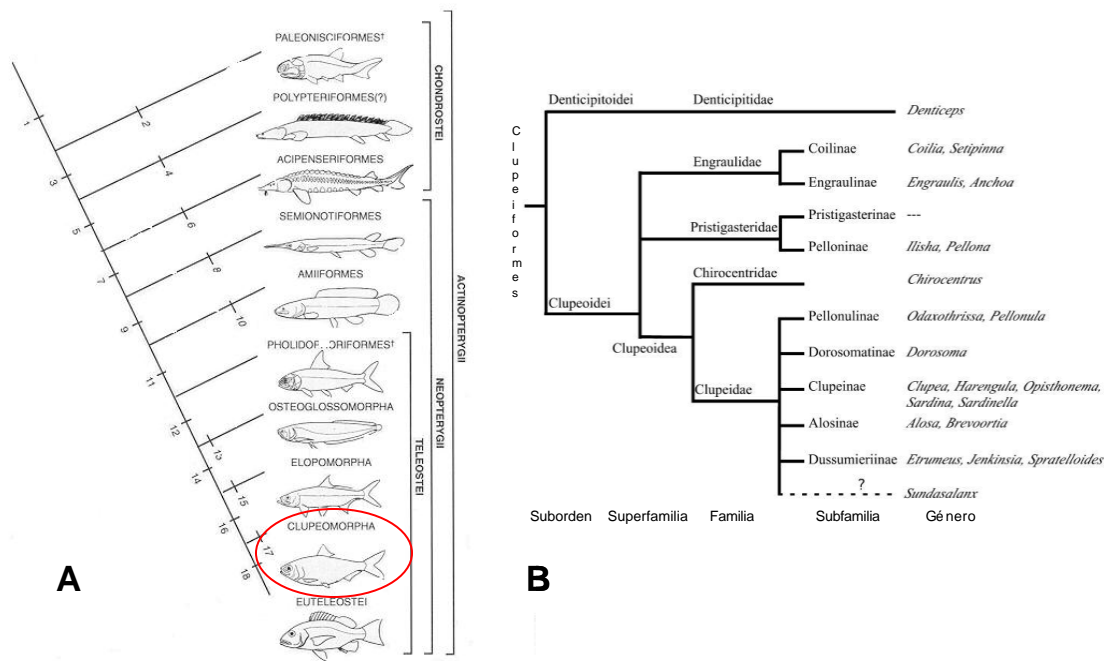 PALEONISCIFORMES†
POLYPTERIFORMES(?)
ACIPENSERIFORMES
SEMIONOTIFORMES
AMIIFORMES
OSTEOGLOSSOMORPHA
ELOPOMORPHA
CLUPEOMORPHA
EUTELEOSTEI
CHONDROSTEI
TELEOSTEI
NEOPTERYGII
ACTINOPTERYGII
1
2
3
4
5
6
7
8
9
10
11
12
13
14
15
16
17
18
A
Clupeiformes
Denticipitoidei Denticipitidae Denticeps
Coilinae Coilia, Setipinna
Engraulidae
Engraulinae Engraulis, Anchoa
Pristigasterinae ---
Pristigasteridae
Pelloninae Ilisha, Pellona
Chirocentridae Chirocentrus
Clupeoidei
Pellonulinae Odaxothrissa, Pellonula
Clupeoidea
Dorosomatinae Dorosoma
Clupeidae
Clupeinae Clupea, Harengula, Opisthonema,
Sardina, Sardinella
Alosinae Alosa, Brevoortia
Dussumieriinae Etrumeus, Jenkinsia, Spratelloides
? Sundasalanx
Suborden Superfamilia Familia Subfamilia Género
B